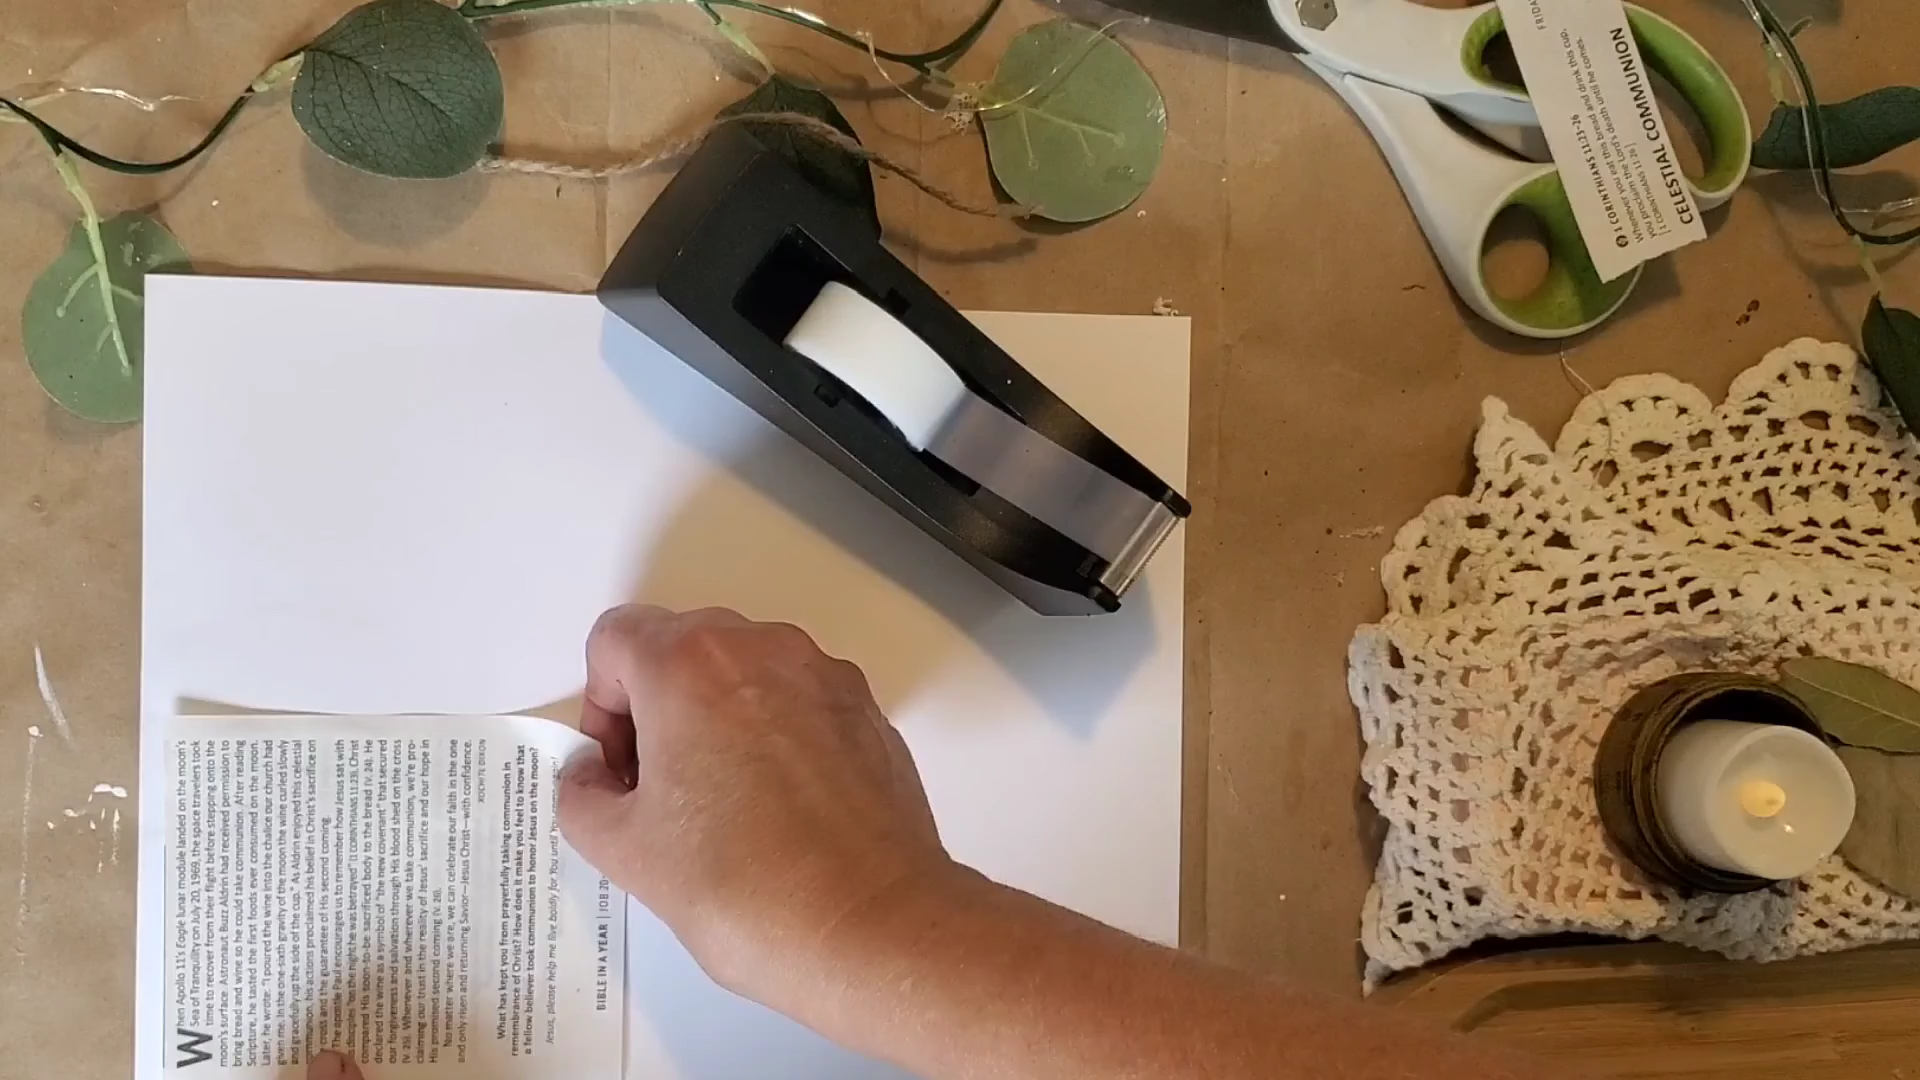 FRIDA
CELESTIAL COMMUNION
[ 1 CORINTHIANS 11:26 ]
Whenever you eat this bread and drink this cup,
you proclaim the Lord's death until he comes.
1 CORINTHIANS 11:23-26
When Apollo 11's Eagle lunar module landed on the moon's
Sea of Tranquility on July 20, 1969, the space travelers took
time to recover from their flight before stepping onto the
moon's surface. Astronaut Buzz Aldrin had received permission to
bring bread and wine so he could take communion. After reading
Scripture, he tasted the first foods ever consumed on the moon.
Later, he wrote: "I poured the wine into the chalice our church had
given me. In the one-sixth gravity of the moon the wine curled slowly
and gracefully up the side of the cup." As Aldrin enjoyed this celestial
communion, his actions proclaimed his belief in Christ's sacrifice on
cross and the guarantee of His second coming.
The apostle Paul encourages us to remember how Jesus sat with
disciples "on the night he was betrayed" (1 CORINTHIANS 11:23). Christ
compared His soon-to-be sacrificed body to the bread (V. 24). He
declared the wine as a symbol of "the new covenant" that secured
our forgiveness and salvation through His blood shed on the cross
(V. 25). Whenever and wherever we take communion, we're pro-
claiming our trust in the reality of Jesus' sacrifice and our hope in
His promised second coming (V. 26).
No matter where we are, we can celebrate our faith in the one
and only risen and returning Savior—Jesus Christ—with confidence.
XOCHITL DIXON
What has kept you from prayerfully taking communion in
remembrance of Christ? How does it make you feel to know that
a fellow believer took communion to honor Jesus on the moon?
Jesus, please help me live boldly for You until You come again!
BIBLE IN A YEAR | JOB 20-